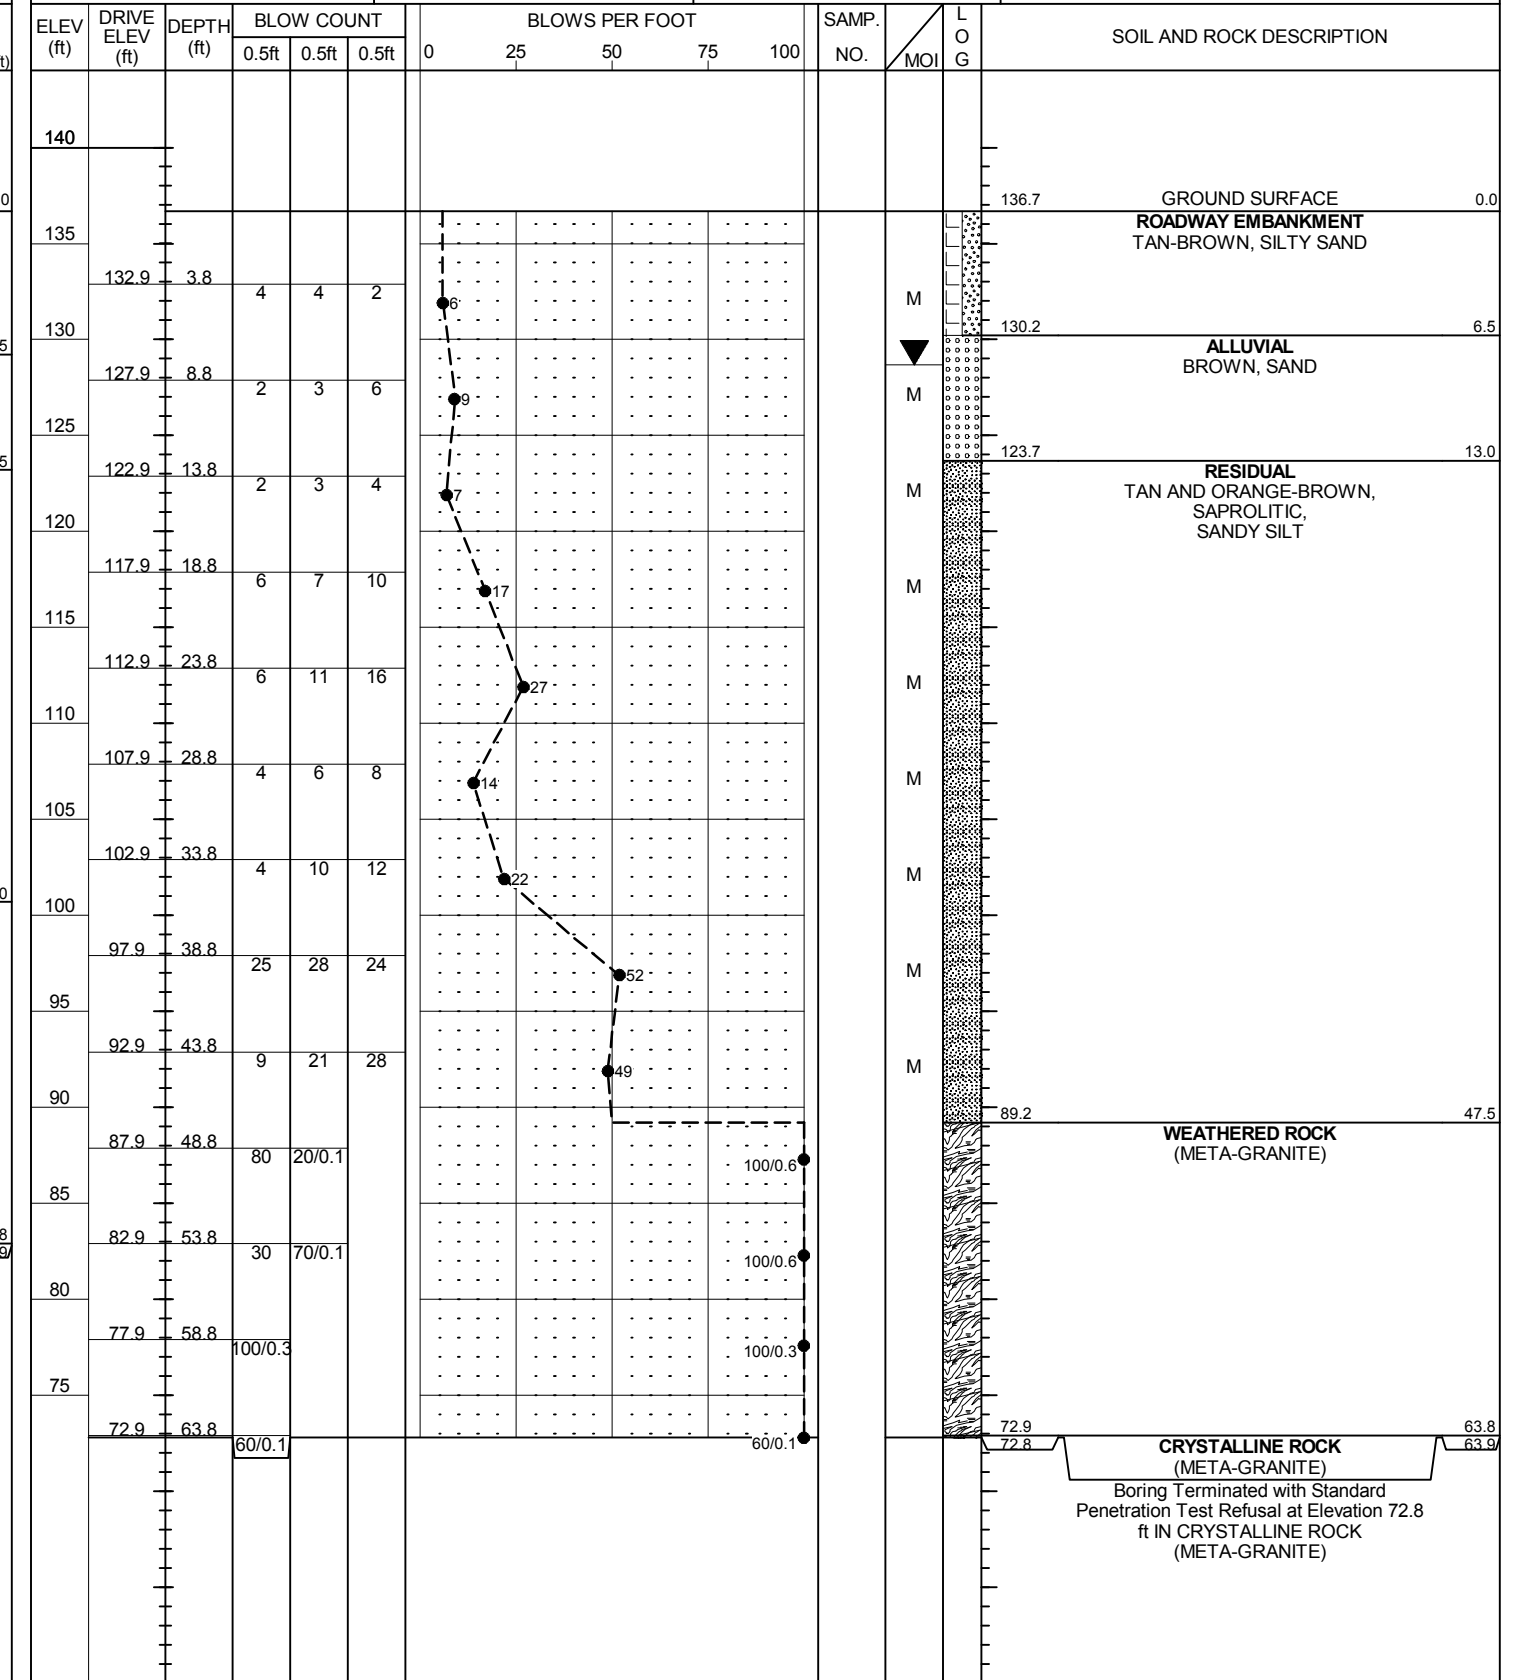 ELEV (ft) DRIVE ELEV (ft) DEPTH (ft) BLOW COUNT BLOWS PER FOOT SAMP. NO. MOI L O G SOIL AND ROCK DESCRIPTION
0.5ft 0.5ft 0.5ft 0 25 50 75 100
t)
140
0
136.7 GROUND SURFACE 0.0
ROADWAY EMBANKMENT
135 TAN-BROWN, SILTY SAND
132.9 3.8
4 4 2 6 M
130 130.2 6.5
5
ALLUVIAL
BROWN, SAND
127.9 8.8
2 3 6 9 M
125
123.7 13.0
5
122.9 13.8 RESIDUAL
2 3 4 7 M TAN AND ORANGE-BROWN,
SAPROLITIC,
120 SANDY SILT
117.9 18.8
6 7 10 17 M
115
112.9 23.8
6 11 16 27 M
110
107.9 28.8
4 6 8 14 M
105
102.9 33.8
4 10 12 22 M
0
100
97.9 38.8
25 28 24 52 M
95
92.9 43.8
9 21 28 49 M
90
89.2 47.5
WEATHERED ROCK
87.9 48.8 (META-GRANITE)
80 20/0.1 100/0.6
85
8
9
82.9 53.8
30 70/0.1 100/0.6
80
77.9 58.8
100/0.3 100/0.3
75
72.9 63.8 72.9 63.8
60/0.1 60/0.1 72.8 CRYSTALLINE ROCK 63.9
(META-GRANITE)
Boring Terminated with Standard
Penetration Test Refusal at Elevation 72.8
ft IN CRYSTALLINE ROCK
(META-GRANITE)